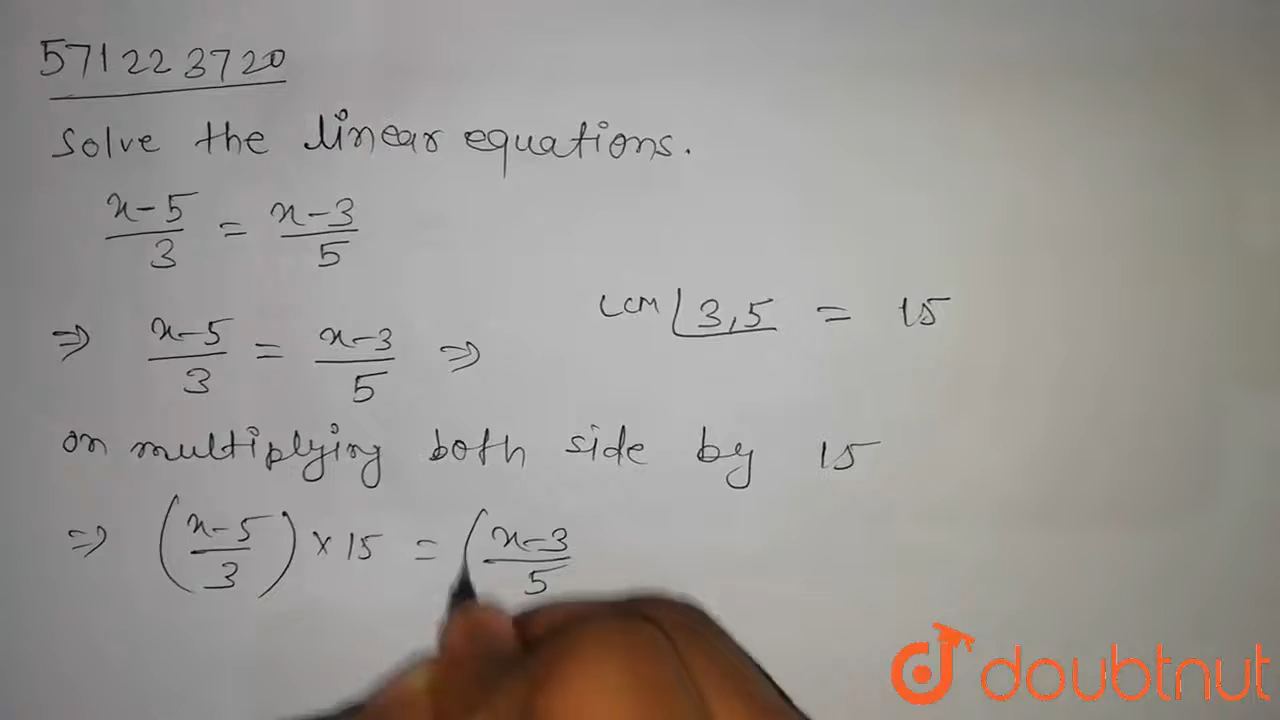 571223720
Solve the linear equations.
x-5/3 = x-3/5
⇒ x-5/3 = x-3/5 ⇒
LCM 3,5 = 15
on multiplying both side by 15
⇒ (x-5/3) × 15 = (x-3/5
doubtnut